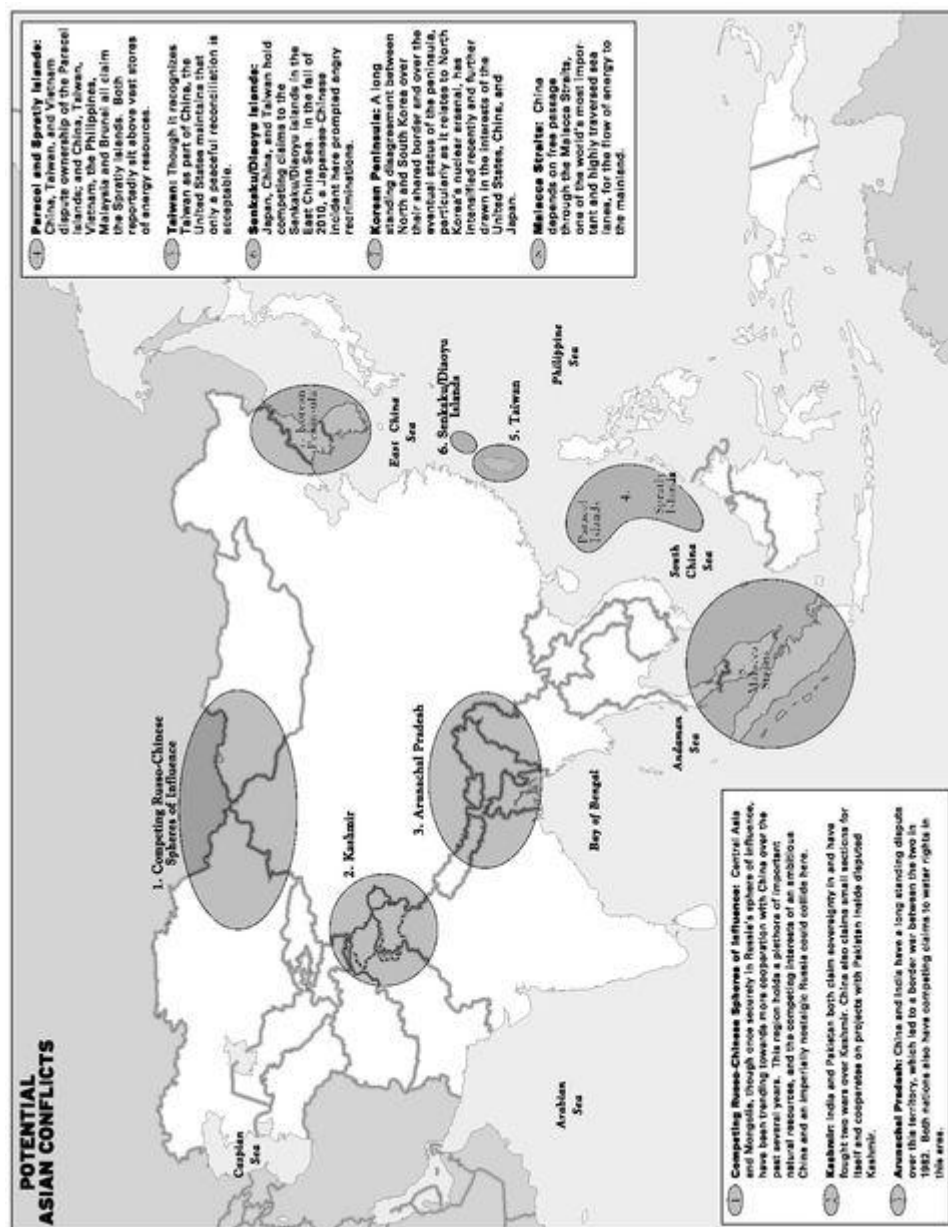 POTENTIAL
ASIAN CONFLICTS
Caspian
Sea
Arabian
Sea
1. Competing Russo-Chinese
Spheres of Influence
2. Kashmir
3. Arunachal Pradesh
Bay of Bengal
Andaman
Sea
Malacca
Straits
South
China
Sea
Paracel
Islands
4.
Spratly
Islands
5. Taiwan
6. Senkaku/Diaoyu
Islands
East China
Sea
Korean
Peninsula
Philippine
Sea
1 Competing Russo-Chinese Spheres of Influence: Central Asia
and Mongolia, though once securely in Russia's sphere of influence,
have been trending towards more cooperation with China over the
past several years. This region holds a plethora of important
natural resources, and the competing interests of an ambitious
China and an imperially nostalgic Russia could collide here.
2 Kashmir: India and Pakistan both claim sovereignty in and have
fought two wars over Kashmir. China also claims small sections for
itself and cooperates on projects with Pakistan inside disputed
Kashmir.
3 Arunachal Pradesh: China and India have a long standing dispute
over this territory, which led to a border war between the two in
1962. Both nations also have competing claims to water rights in
this area.
4 Paracel and Spratly Islands:
China, Taiwan, and Vietnam
dispute ownership of the Paracel
Islands; and China, Taiwan,
Vietnam, the Philippines,
Malaysia and Brunei all claim
the Spratly Islands. Both
reportedly sit above vast stores
of energy resources.
5 Taiwan: Though it recognizes
Taiwan as part of China, the
United States maintains that
only a peaceful reconciliation is
acceptable.
6 Senkaku/Diaoyu Islands:
Japan, China, and Taiwan hold
competing claims to the
Senkaku/Diaoyu islands in the
East China Sea. In the fall of
2010, a Japanese-Chinese
incident here prompted angry
recriminations.
7 Korean Peninsula: A long
standing disagreement between
North and South Korea over
their shared border and over the
eventual status of the peninsula,
particularly as it relates to North
Korea's nuclear arsenal, has
intensified recently and further
drawn in the interests of the
United States, China, and
Japan.
8 Malacca Straits: China
depends on free passage
through the Malacca Straits,
one of the world's most impor-
tant and highly traversed sea
lanes, for the flow of energy to
the mainland.